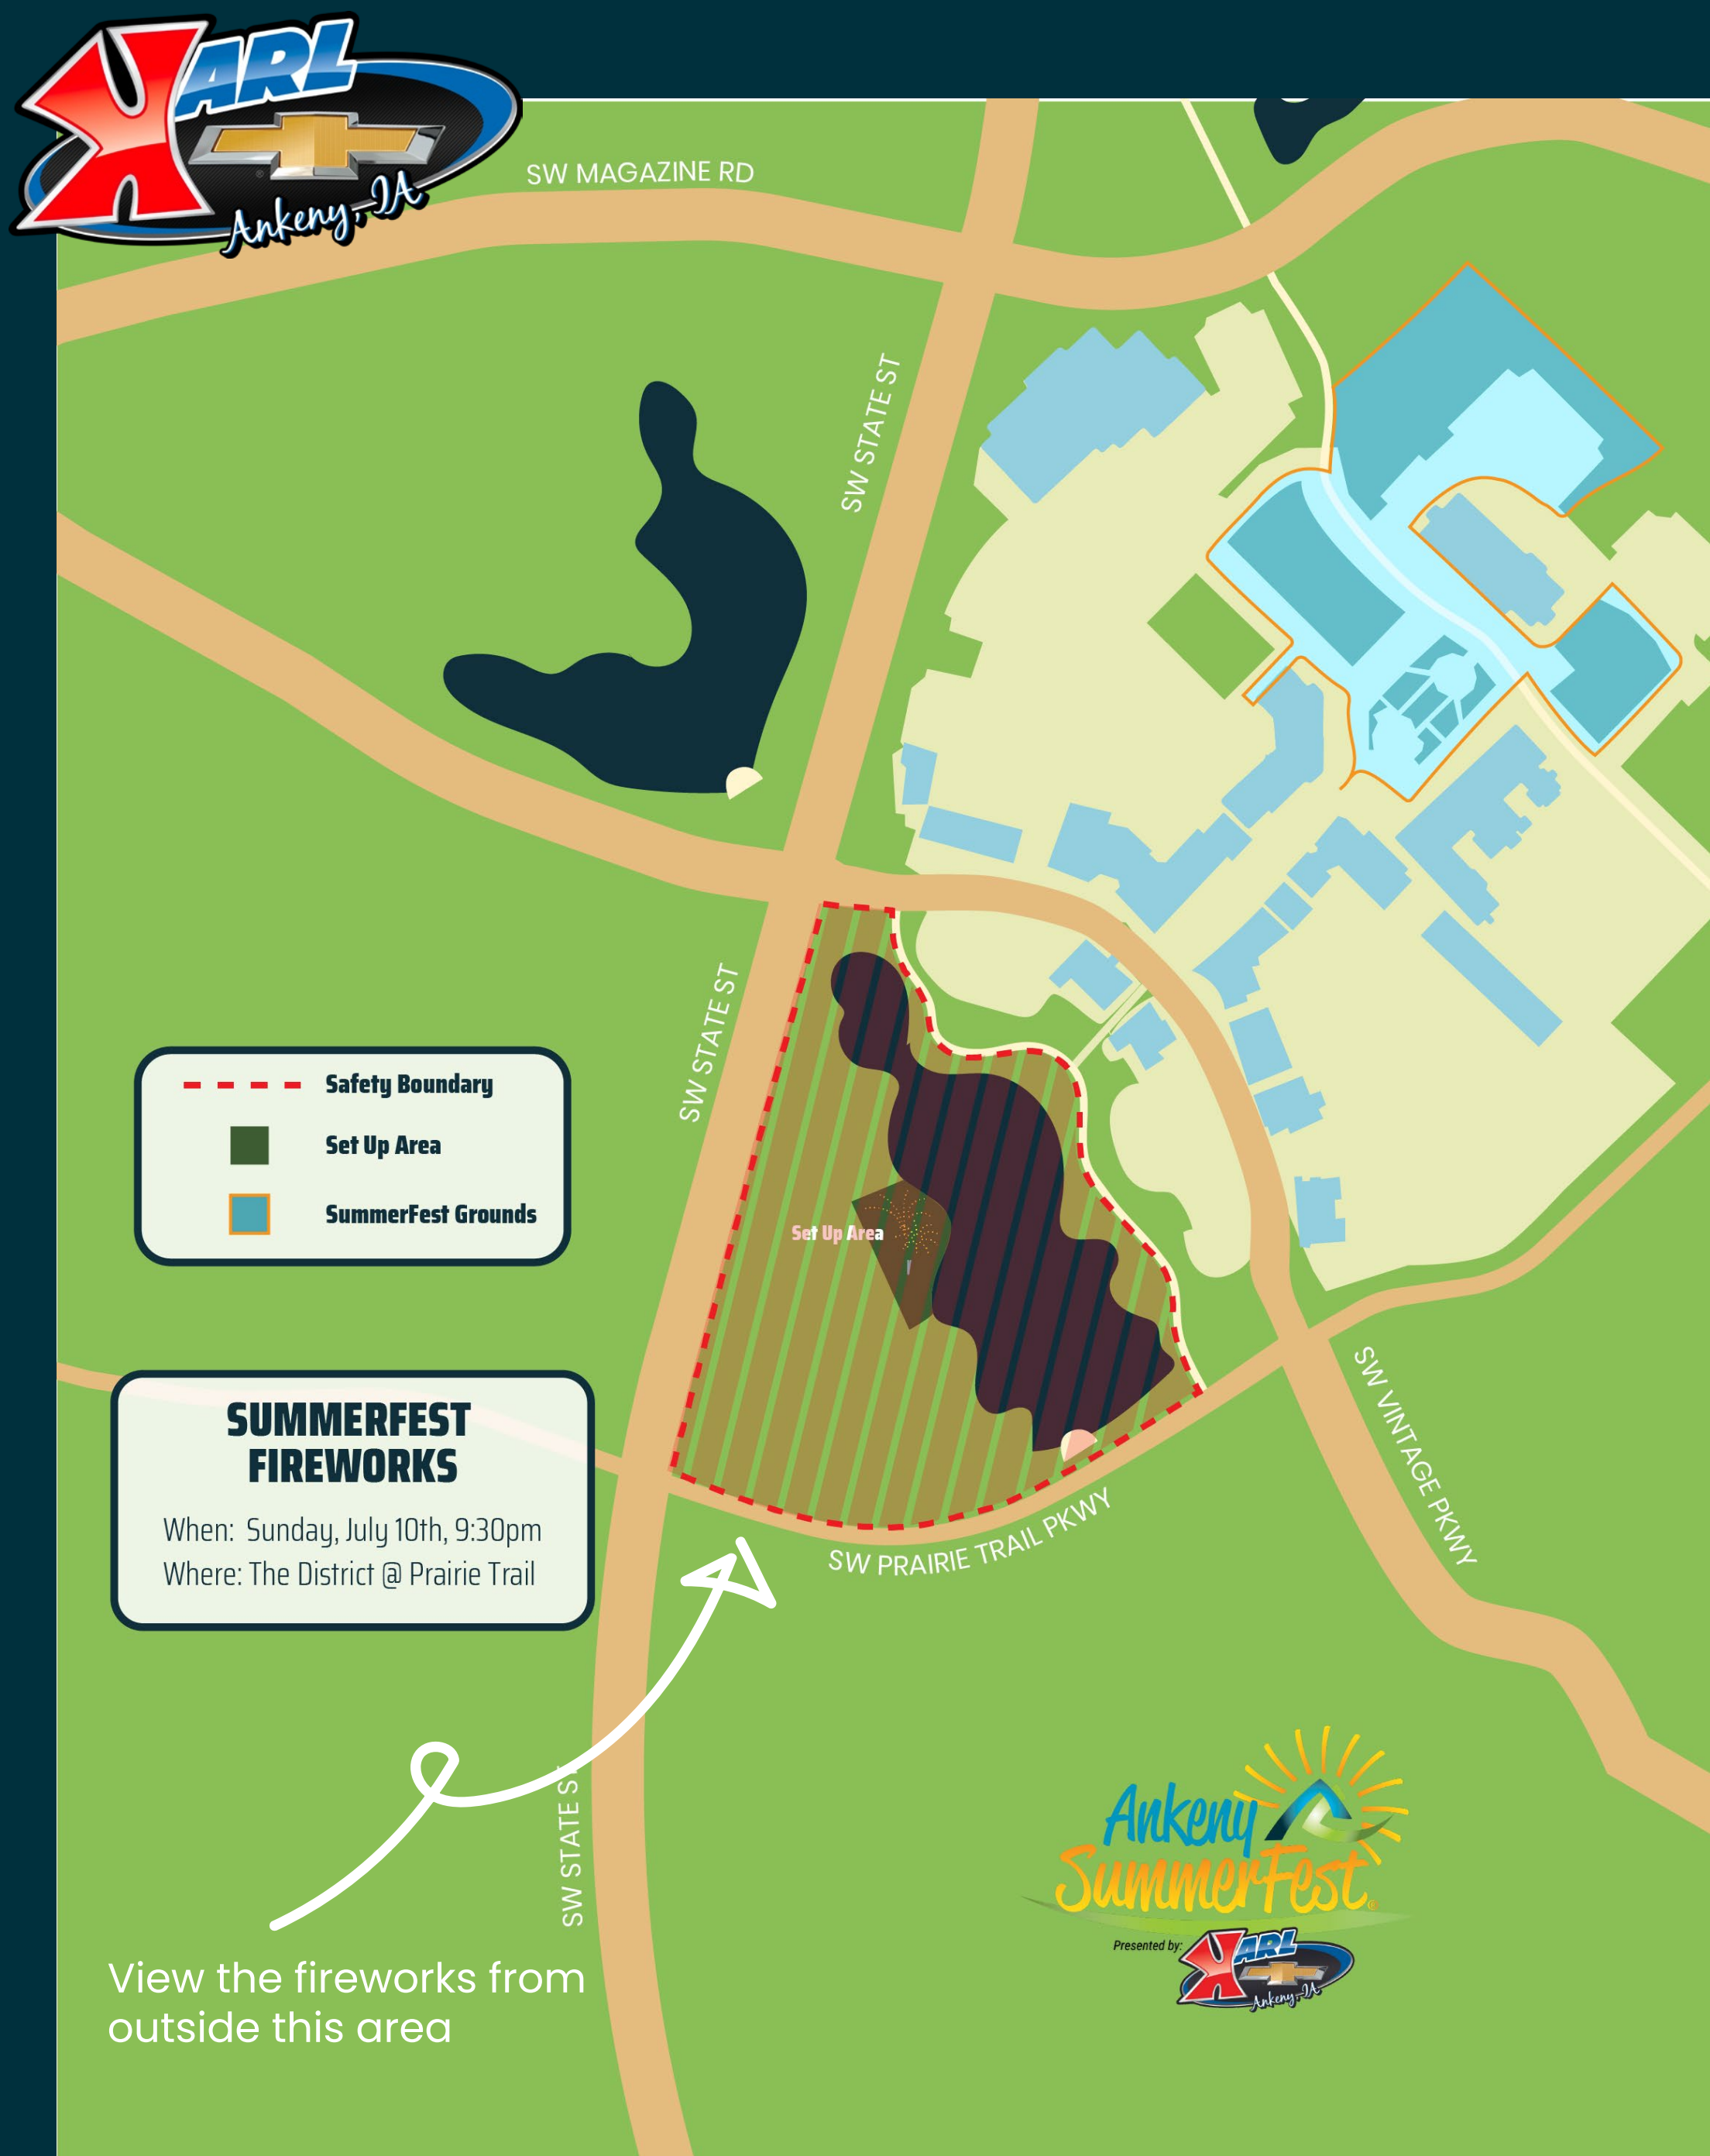 KARL
Ankeny, IA
SW MAGAZINE RD
SW STATE ST
SW STATE ST
Safety Boundary
Set Up Area
SummerFest Grounds
Set Up Area
SUMMERFEST
FIREWORKS
When: Sunday, July 10th, 9:30pm
Where: The District @ Prairie Trail
SW VINTAGE PKWY
SW PRAIRIE TRAIL PKWY
SW STATE ST
View the fireworks from
outside this area
Ankeny
SummerFest®
Presented by:
KARL
Ankeny, IA